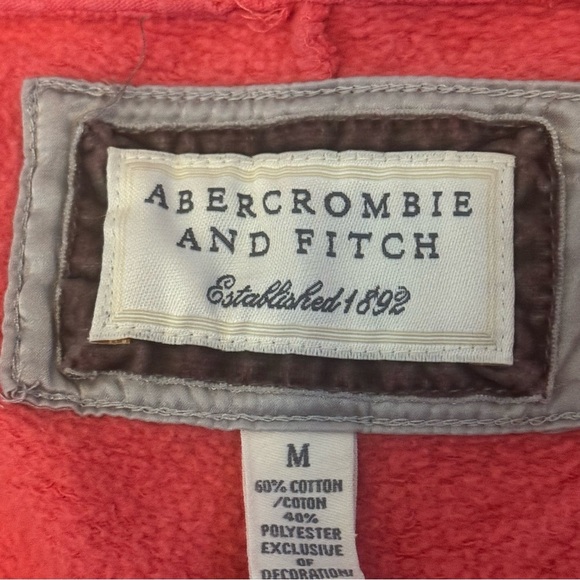 ABERCROMBIE
AND FITCH
Established 1892
M
60% COTTON
/COTON
40%
POLYESTER
EXCLUSIVE
OF
DECORATION/